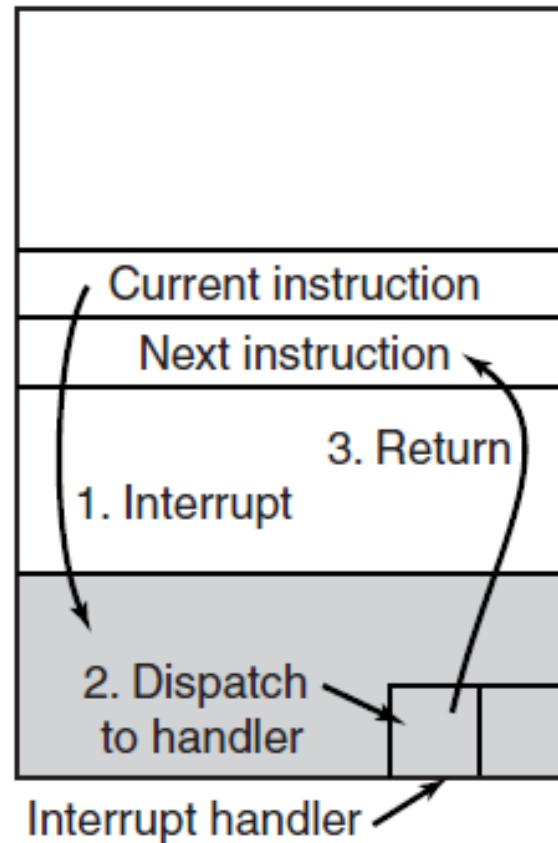 Current instruction
Next instruction
3. Return
1. Interrupt
2. Dispatch
to handler
Interrupt handler